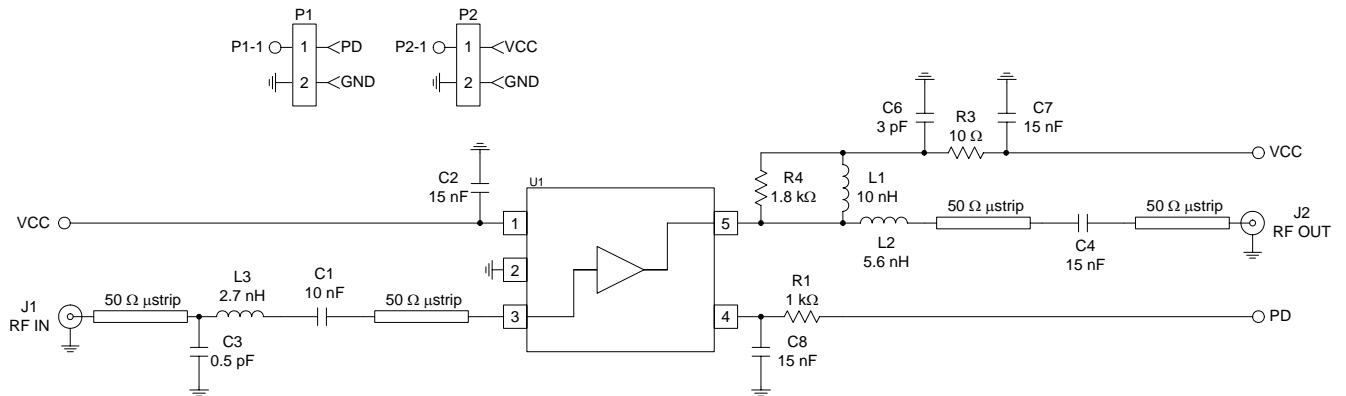 P1
P1-1
1
PD
2
GND
P2
P2-1
1
VCC
2
GND
C6
3 pF
R3
10 Ω
C7
15 nF
VCC
C2
15 nF
U1
R4
1.8 kΩ
L1
10 nH
VCC
1
5
L2
5.6 nH
50 Ω µstrip
C4
15 nF
50 Ω µstrip
J2
RF OUT
2
J1
RF IN
50 Ω µstrip
L3
2.7 nH
C1
10 nF
50 Ω µstrip
3
4
R1
1 kΩ
PD
C3
0.5 pF
C8
15 nF